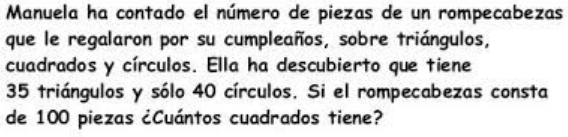 Manuela ha contado el número de piezas de un rompecabezas
que le regalaron por su cumpleaños, sobre triángulos,
cuadrados y círculos. Ella ha descubierto que tiene
35 triángulos y sólo 40 círculos. Si el rompecabezas consta
de 100 piezas ¿Cuántos cuadrados tiene?